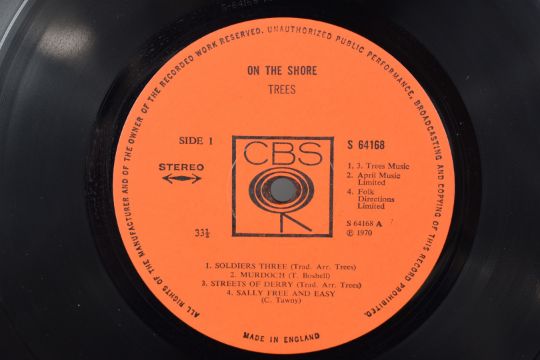 ALL RIGHTS OF THE MANUFACTURER AND OF THE OWNER OF THE RECORDED WORK RESERVED. UNAUTHORIZED PUBLIC PERFORMANCE, BROADCASTING AND COPYING OF THIS RECORD PROHIBITED.
ON THE SHORE
TREES
SIDE 1
STEREO
33⅓
CBS
S 64168
1, 3. Trees Music
2. April Music
Limited
4. Folk
Directions
Limited
S 64168 A
℗ 1970
1. SOLDIERS THREE (Trad. Arr. Trees)
2. MURDOCH (T. Boshell)
3. STREETS OF DERRY (Trad. Arr. Trees)
4. SALLY FREE AND EASY
(C. Tawny)
MADE IN ENGLAND